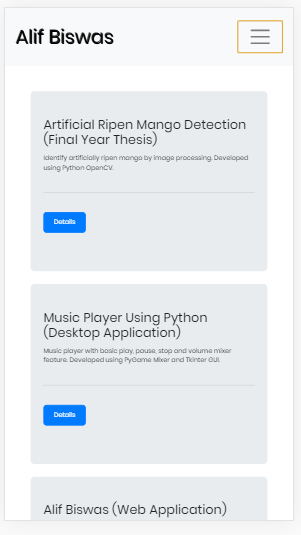 Alif Biswas
Artificial Ripen Mango Detection
(Final Year Thesis)
Identify artificially ripen mango by image processing. Developed
using Python OpenCV.
Details
Music Player Using Python
(Desktop Application)
Music player with basic play, pause, stop and volume mixer
feature. Developed using PyGame Mixer and Tkinter GUI.
Details
Alif Biswas (Web Application)